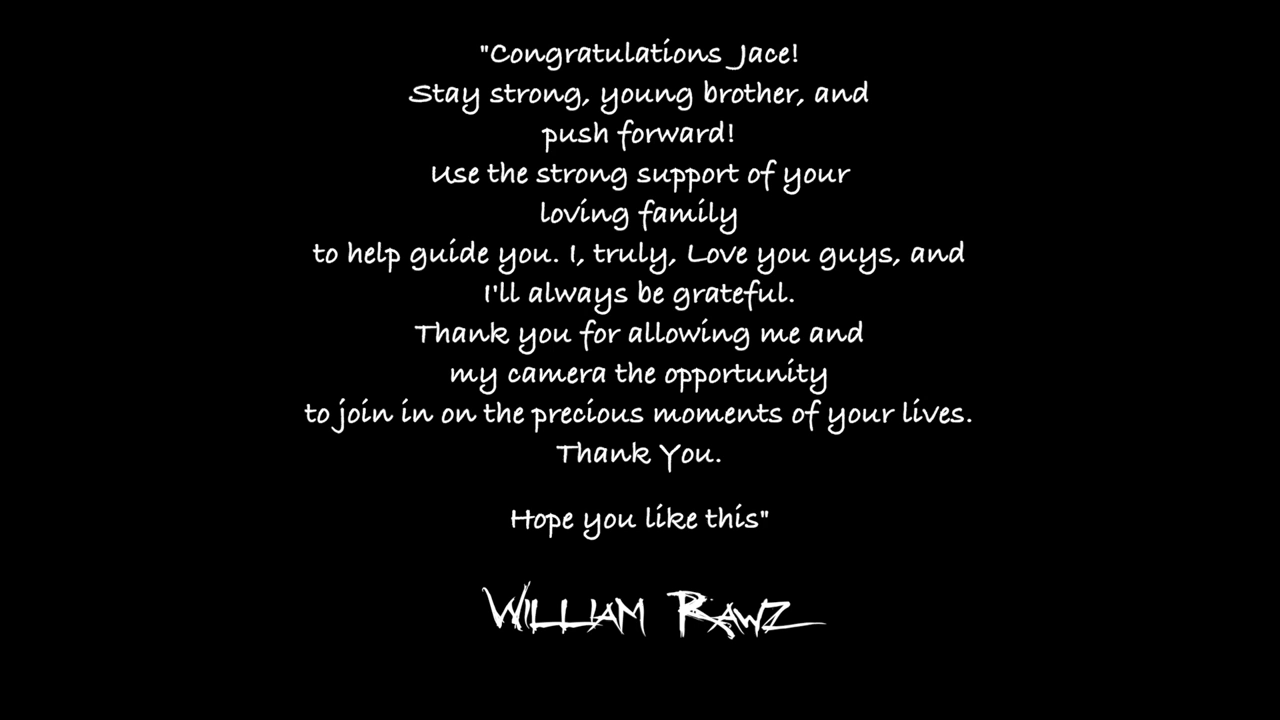 "Congratulations Jace!
Stay strong, young brother, and
push forward!
Use the strong support of your
loving family
to help guide you. I, truly, Love you guys, and
I'll always be grateful.
Thank you for allowing me and
my camera the opportunity
to join in on the precious moments of your lives.
Thank You.
Hope you like this"
William Rawz